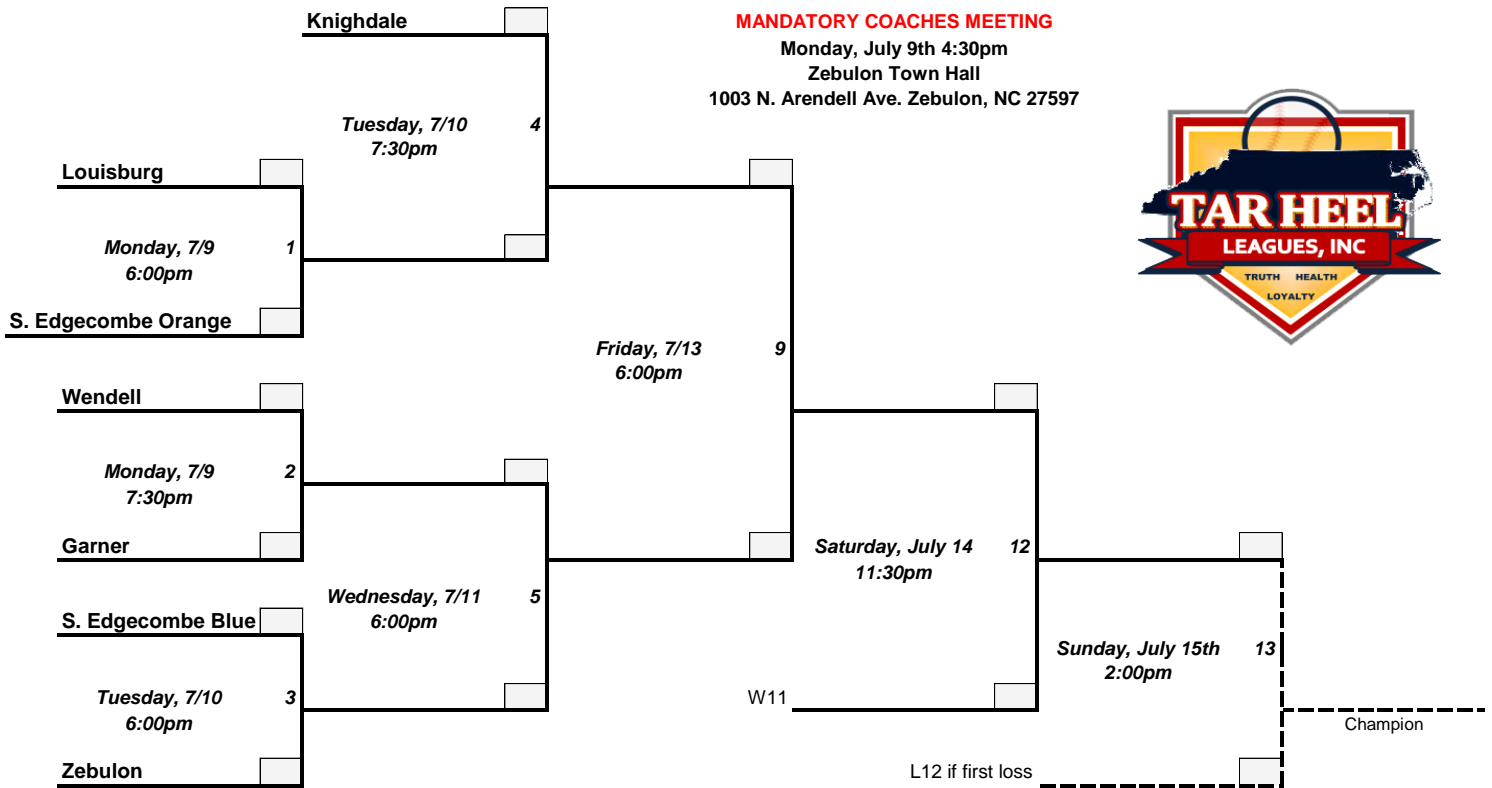 Knighdale
MANDATORY COACHES MEETING
Monday, July 9th 4:30pm
Zebulon Town Hall
1003 N. Arendell Ave. Zebulon, NC 27597
Tuesday, 7/10 4
7:30pm
Louisburg
Monday, 7/9 1
6:00pm
S. Edgecombe Orange
TAR HEEL
LEAGUES, INC
TRUTH HEALTH
LOYALTY
Friday, 7/13 9
6:00pm
Wendell
Monday, 7/9 2
7:30pm
Garner
Saturday, July 14 12
11:30pm
Wednesday, 7/11 5
6:00pm
S. Edgecombe Blue
Sunday, July 15th 13
2:00pm
Tuesday, 7/10 3
6:00pm
W11
Champion
Zebulon
L12 if first loss